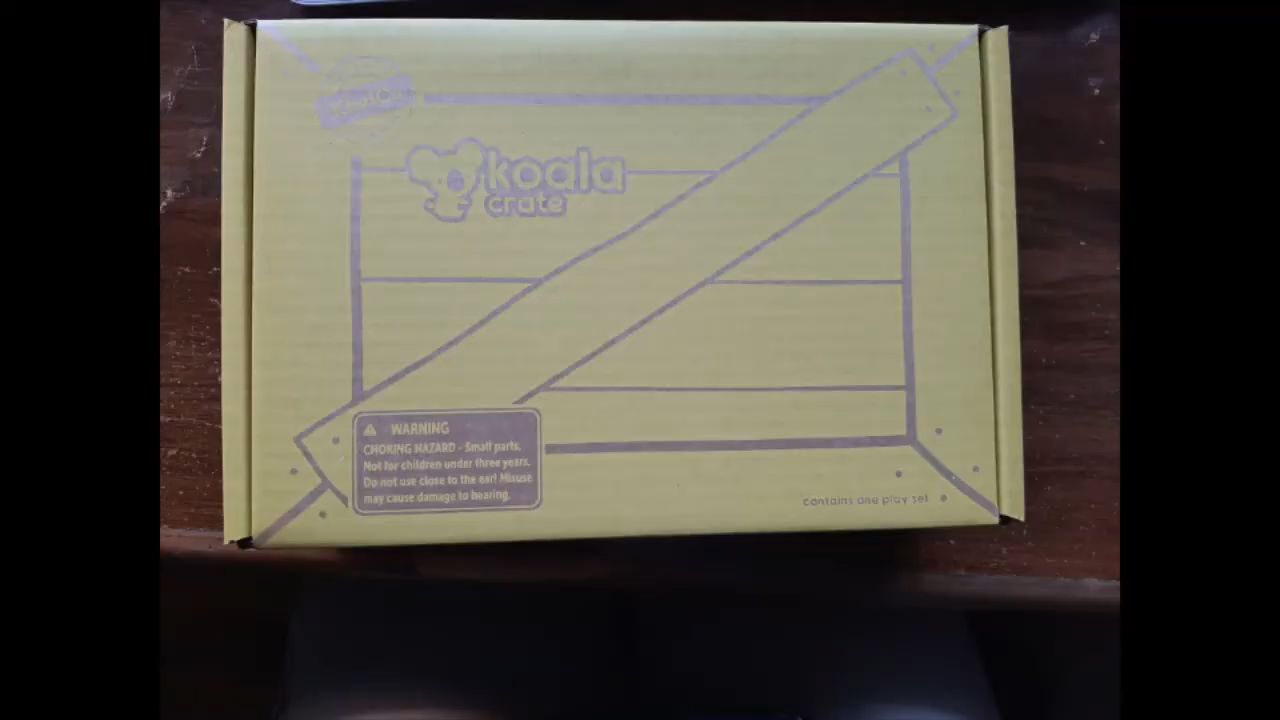 koala
crate
WARNING
CHOKING HAZARD - Small parts.
Not for children under three years.
Do not use close to the ear! Misuse
may cause damage to hearing.
contains one play set